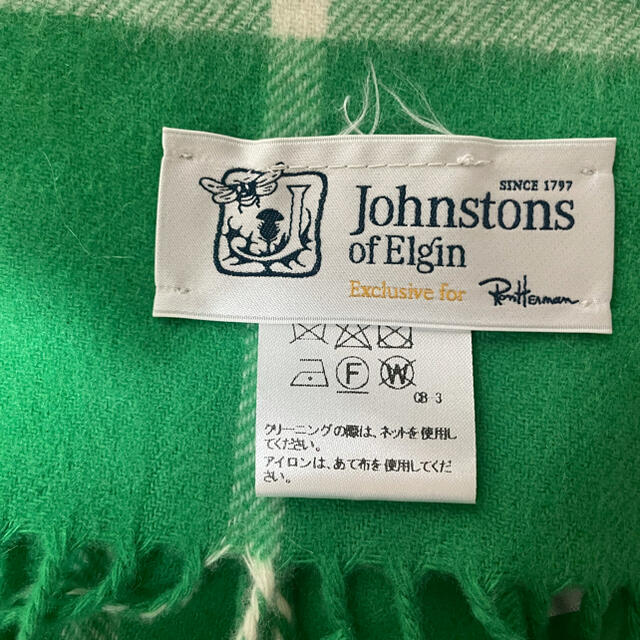 SINCE 1797
Johnstons
of Elgin
Exclusive for Ron Herman
F W
08-3
クリーニングの際は、ネットを使用し
てください。
アイロンは、あて布を使用してくだ
さい。